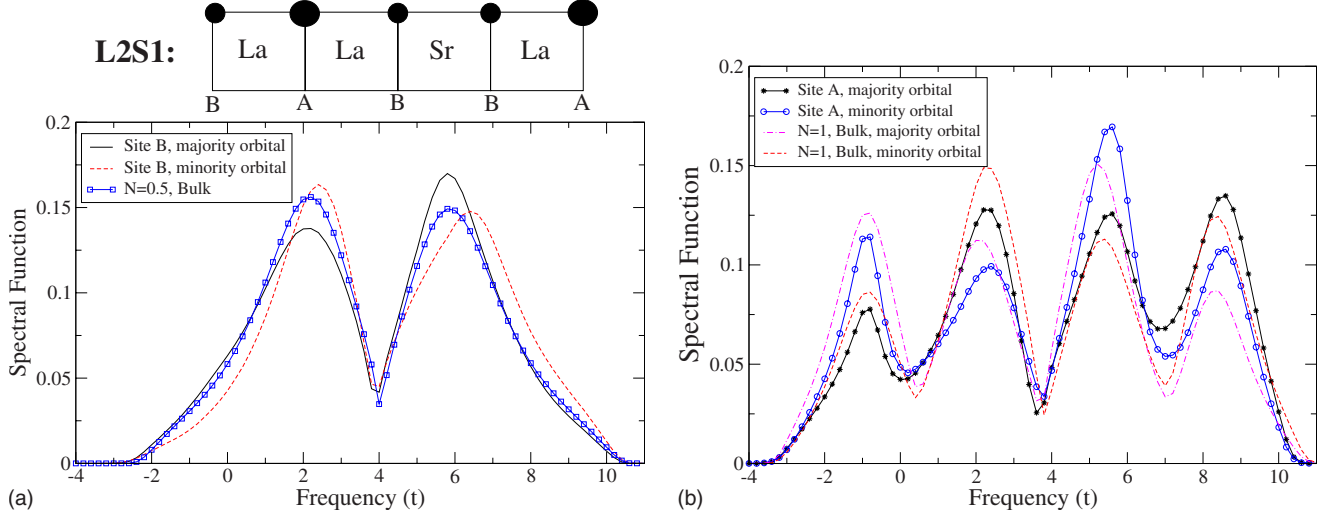 L2S1:
La La Sr La
B A B B A
0.2
0.15
0.1
0.05
0
Spectral Function
Site B, majority orbital
Site B, minority orbital
N=0.5, Bulk
-4 -2 0 2 4 6 8 10
Frequency (t)
(a)
0.2
0.15
0.1
0.05
0
Spectral Function
Site A, majority orbital
Site A, minority orbital
N=1, Bulk, majority orbital
N=1, Bulk, minority orbital
-4 -2 0 2 4 6 8 10
Frequency (t)
(b)